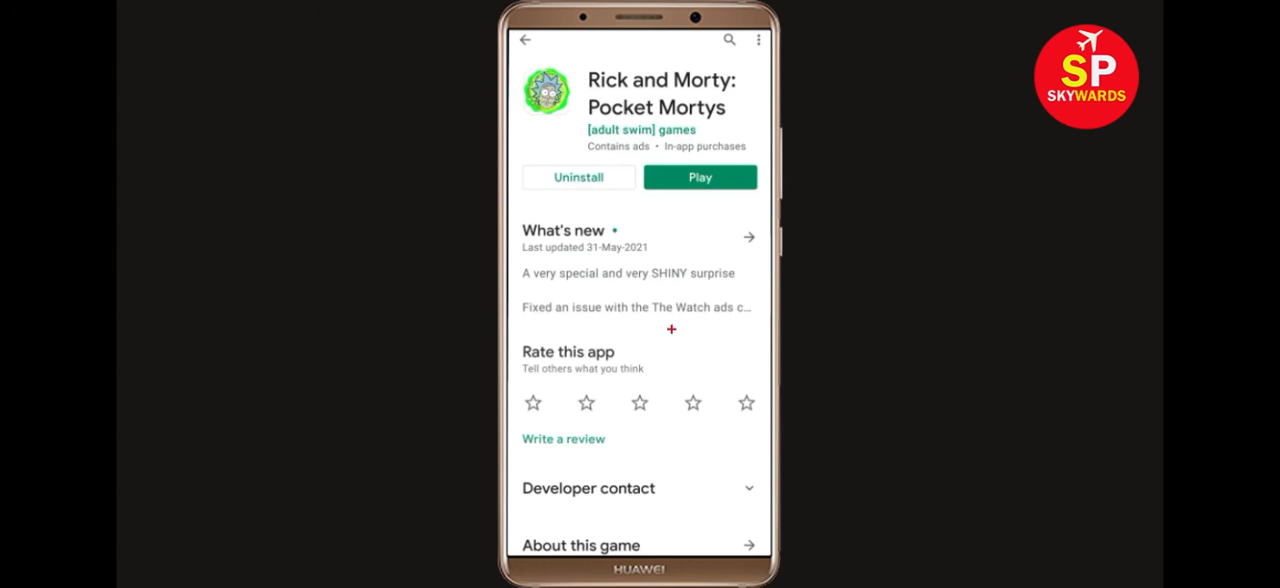 Rick and Morty:
Pocket Mortys
[adult swim] games
Contains ads • In-app purchases
Uninstall
Play
What's new •
Last updated 31-May-2021
A very special and very SHINY surprise
Fixed an issue with the The Watch ads c...
Rate this app
Tell others what you think
Write a review
Developer contact
About this game
HUAWEI
SP
SKYWARDS